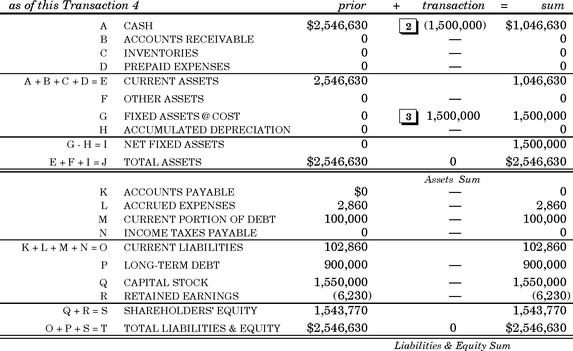 as of this Transaction 4 prior + transaction = sum
A CASH $2,546,630 2 (1,500,000) $1,046,630
B ACCOUNTS RECEIVABLE 0 — 0
C INVENTORIES 0 — 0
D PREPAID EXPENSES 0 — 0
A + B + C + D = E CURRENT ASSETS 2,546,630 1,046,630
F OTHER ASSETS 0 — 0
G FIXED ASSETS @ COST 0 3 1,500,000 1,500,000
H ACCUMULATED DEPRECIATION 0 — 0
G - H = I NET FIXED ASSETS 0 1,500,000
E + F + I = J TOTAL ASSETS $2,546,630 0 $2,546,630
Assets Sum
K ACCOUNTS PAYABLE $0 — 0
L ACCRUED EXPENSES 2,860 — 2,860
M CURRENT PORTION OF DEBT 100,000 — 100,000
N INCOME TAXES PAYABLE 0 — 0
K + L + M + N = O CURRENT LIABILITIES 102,860 102,860
P LONG-TERM DEBT 900,000 — 900,000
Q CAPITAL STOCK 1,550,000 — 1,550,000
R RETAINED EARNINGS (6,230) — (6,230)
Q + R = S SHAREHOLDERS' EQUITY 1,543,770 1,543,770
O + P + S = T TOTAL LIABILITIES & EQUITY $2,546,630 0 $2,546,630
Liabilities & Equity Sum